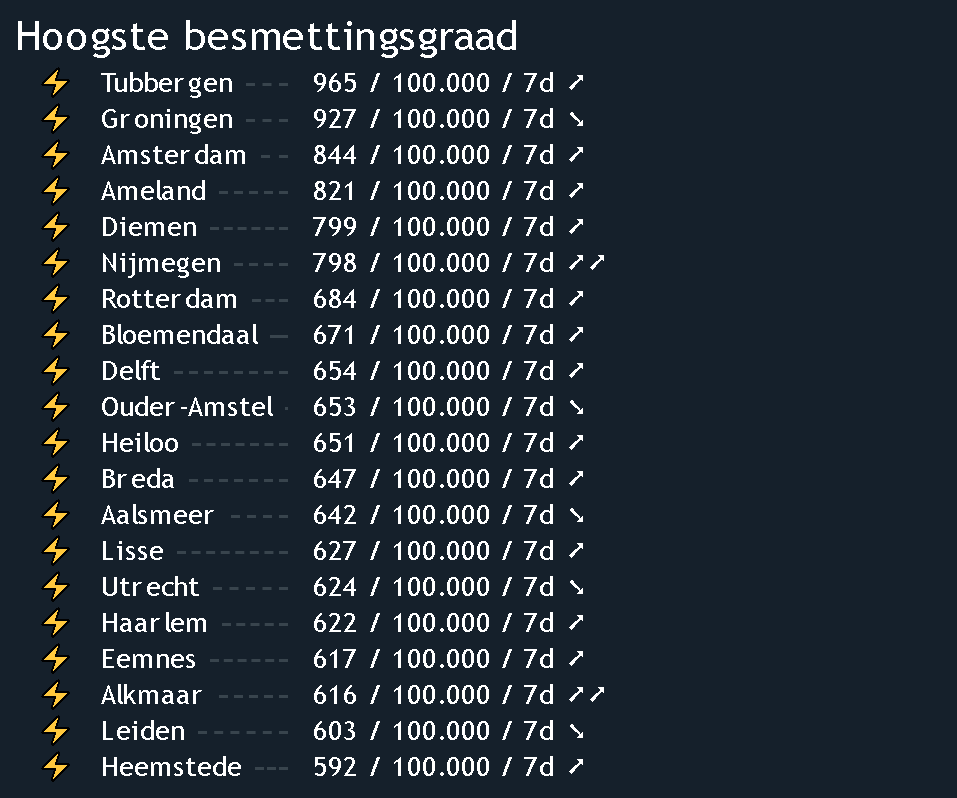 Hoogste besmettingsgraad
⚡ Tubbergen --- 965 / 100.000 / 7d ➚
⚡ Groningen --- 927 / 100.000 / 7d ➘
⚡ Amsterdam -- 844 / 100.000 / 7d ➚
⚡ Ameland ----- 821 / 100.000 / 7d ➚
⚡ Diemen ------ 799 / 100.000 / 7d ➚
⚡ Nijmegen ---- 798 / 100.000 / 7d ➚➚
⚡ Rotterdam --- 684 / 100.000 / 7d ➚
⚡ Bloemendaal — 671 / 100.000 / 7d ➚
⚡ Delft -------- 654 / 100.000 / 7d ➚
⚡ Ouder-Amstel · 653 / 100.000 / 7d ➘
⚡ Heiloo ------- 651 / 100.000 / 7d ➚
⚡ Breda ------- 647 / 100.000 / 7d ➚
⚡ Aalsmeer ---- 642 / 100.000 / 7d ➘
⚡ Lisse -------- 627 / 100.000 / 7d ➚
⚡ Utrecht ----- 624 / 100.000 / 7d ➘
⚡ Haarlem ----- 622 / 100.000 / 7d ➚
⚡ Eemnes ------ 617 / 100.000 / 7d ➚
⚡ Alkmaar ----- 616 / 100.000 / 7d ➚➚
⚡ Leiden ------ 603 / 100.000 / 7d ➘
⚡ Heemstede --- 592 / 100.000 / 7d ➚